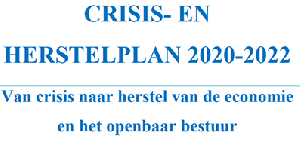 CRISIS- EN
HERSTELPLAN 2020-2022
Van crisis naar herstel van de economie
en het openbaar bestuur